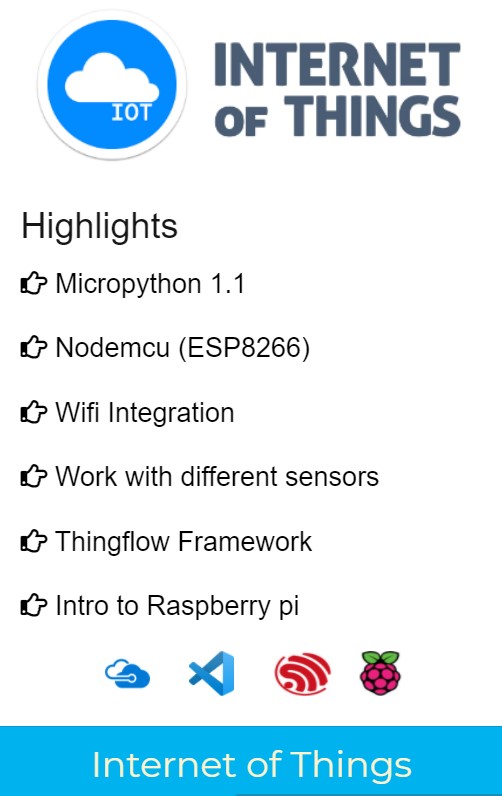 IOT
INTERNET
OF THINGS
Highlights
Micropython 1.1
Nodemcu (ESP8266)
Wifi Integration
Work with different sensors
Thingflow Framework
Intro to Raspberry pi
Internet of Things